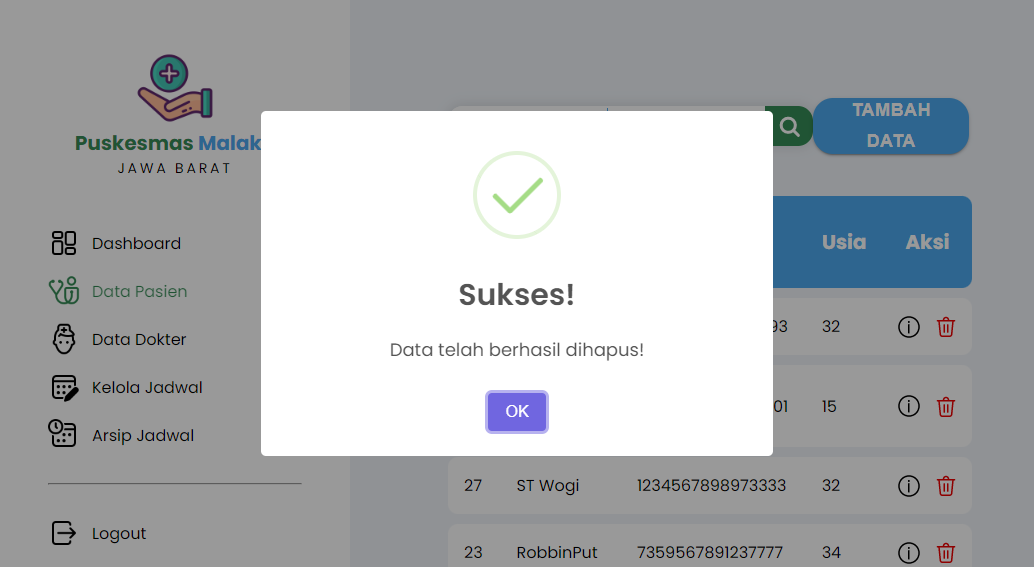 Puskesmas Malak
JAWA BARAT
Dashboard
Data Pasien
Data Dokter
Kelola Jadwal
Arsip Jadwal
Logout
TAMBAH
DATA
Usia Aksi
Sukses!
Data telah berhasil dihapus!
OK
93 32
01 15
27 ST Wogi 1234567898973333 32
23 RobbinPut 7359567891237777 34